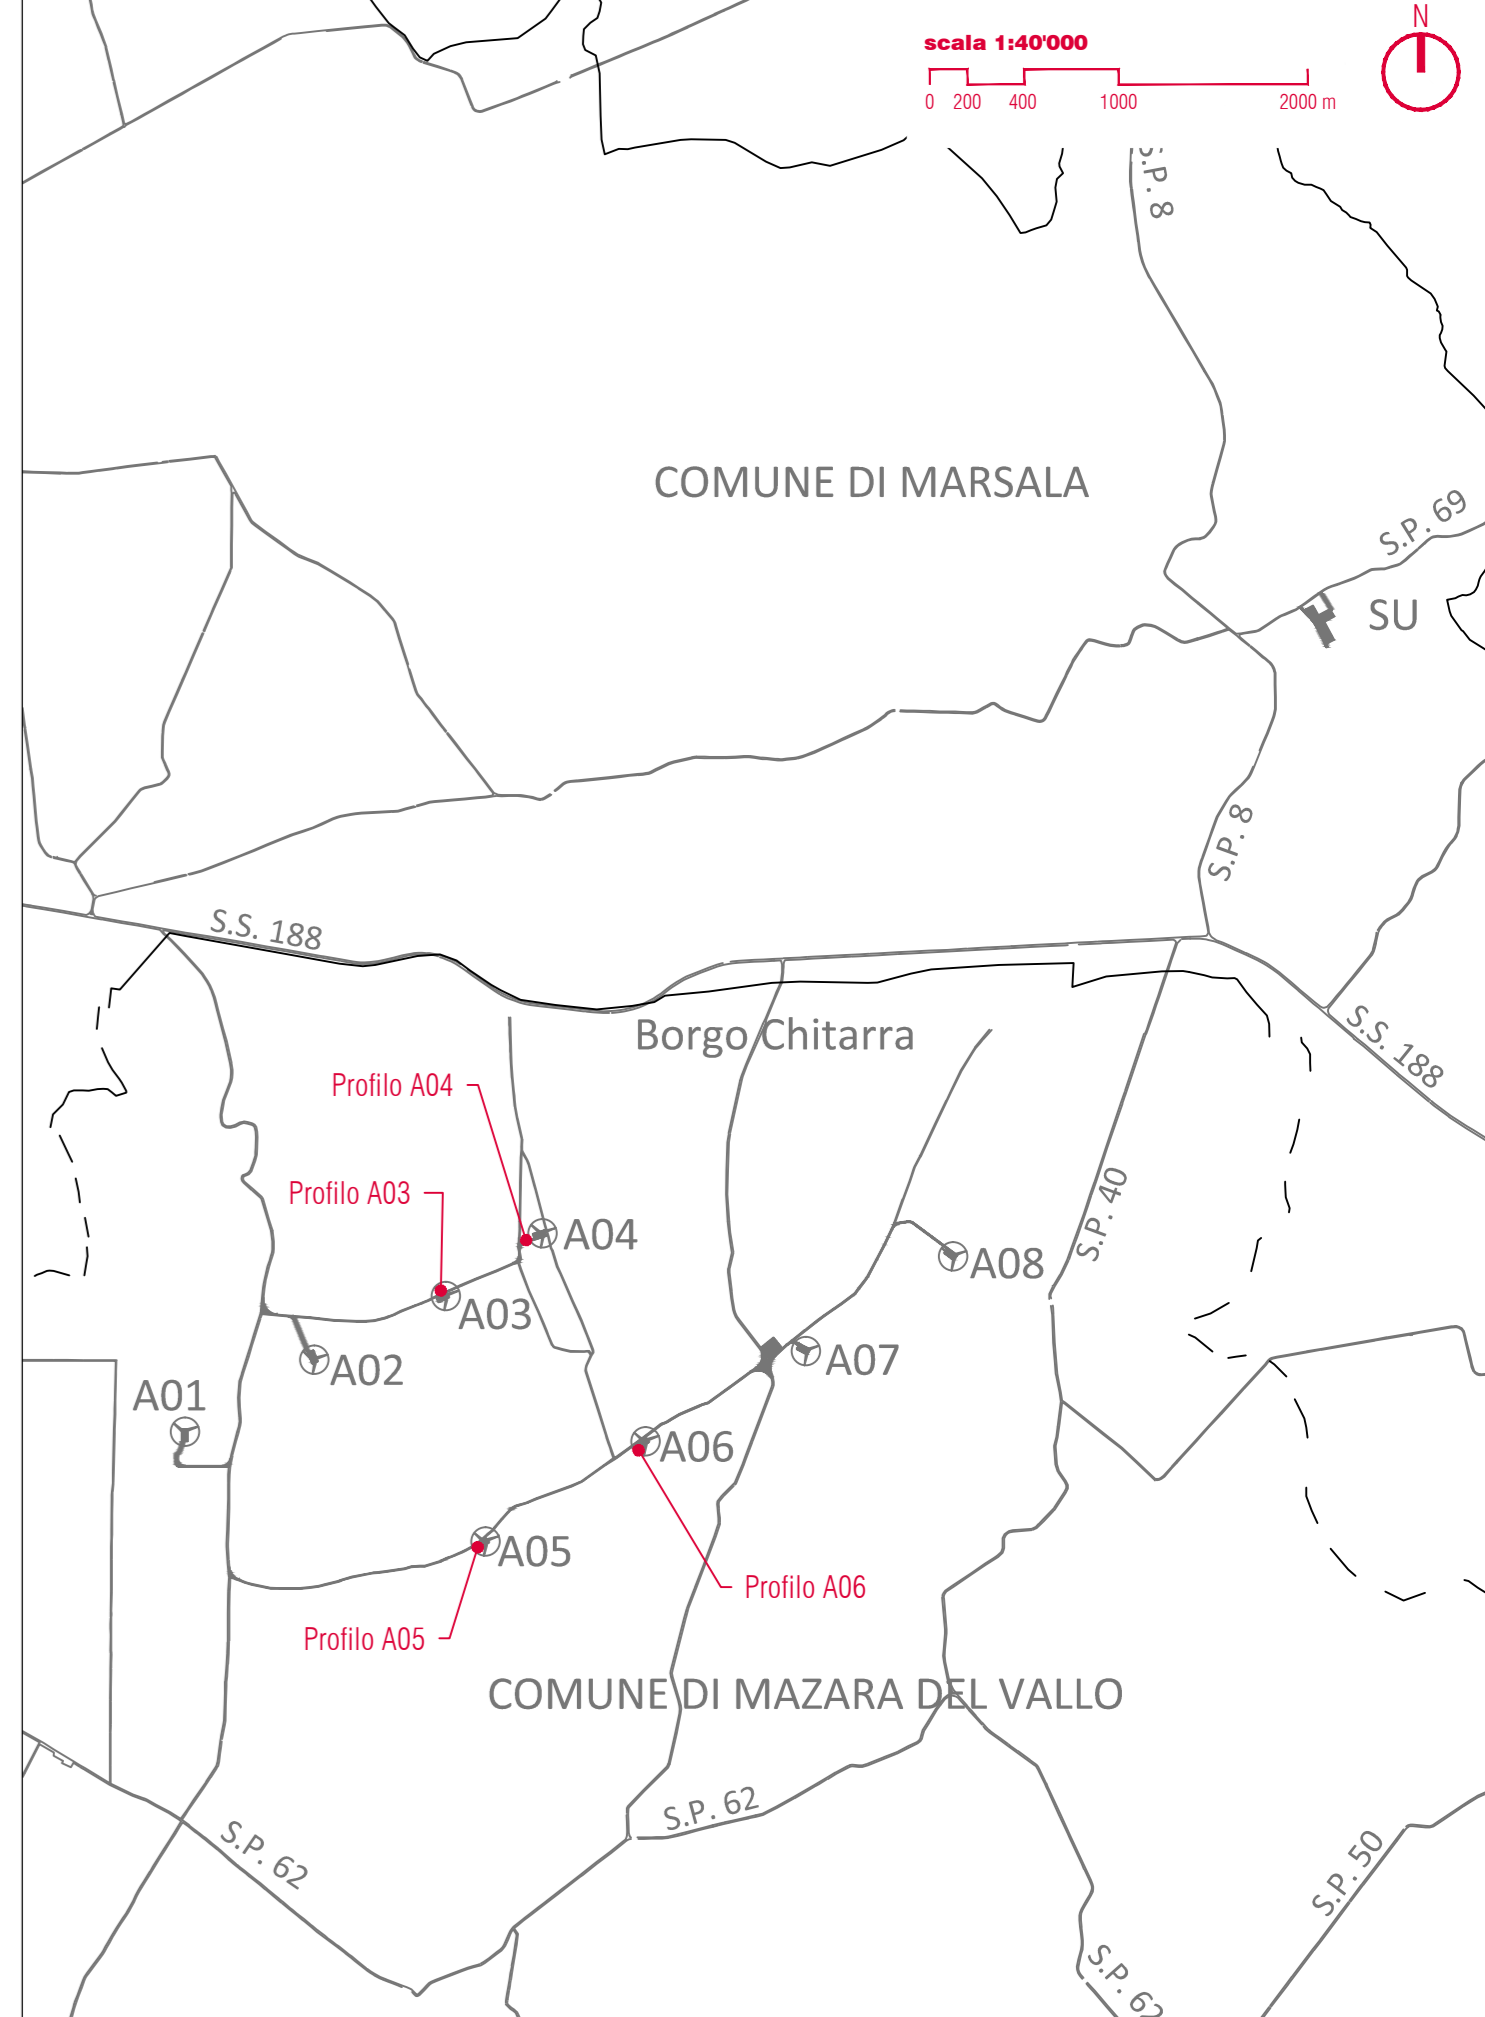 N
scala 1:40'000
0 200 400 1000 2000 m
S.P. 8
COMUNE DI MARSALA
S.P. 69
SU
S.P. 8
S.S. 188
Borgo Chitarra
S.S. 188
Profilo A04
Profilo A03
S.P. 40
A04
A08
A03
A07
A02
A01
A06
A05
Profilo A06
Profilo A05
COMUNE DI MAZARA DEL VALLO
S.P. 62
S.P. 62
S.P. 50
S.P. 62